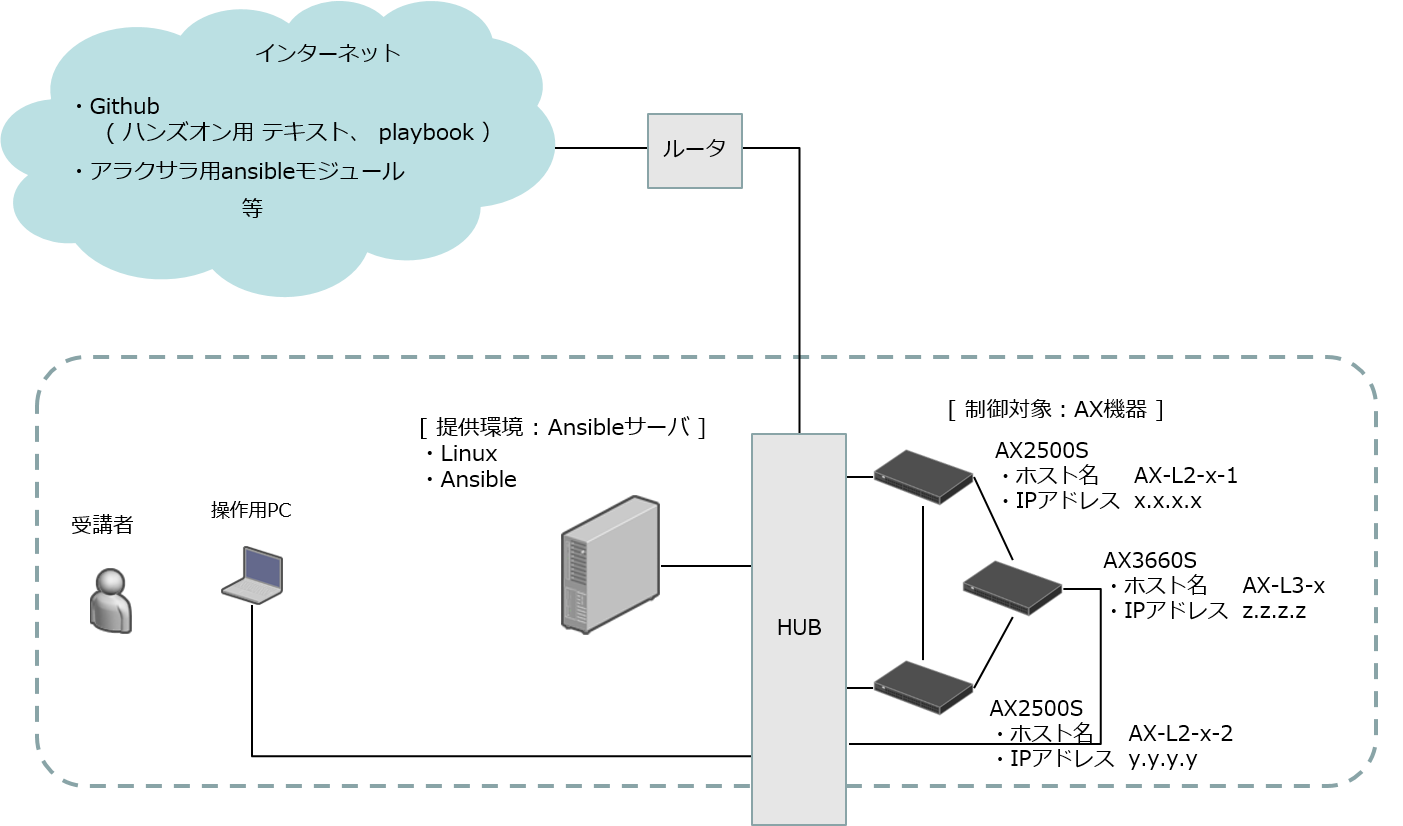 インターネット
・Github
( ハンズオン用 テキスト、 playbook ）
・アラクサラ用ansibleモジュール
等
ルータ
[ 制御対象：AX機器 ]
[ 提供環境：Ansibleサーバ ]
・Linux
・Ansible
AX2500S
・ホスト名 AX-L2-x-1
・IPアドレス x.x.x.x
操作用PC
受講者
AX3660S
・ホスト名 AX-L3-x
・IPアドレス z.z.z.z
HUB
AX2500S
・ホスト名 AX-L2-x-2
・IPアドレス y.y.y.y